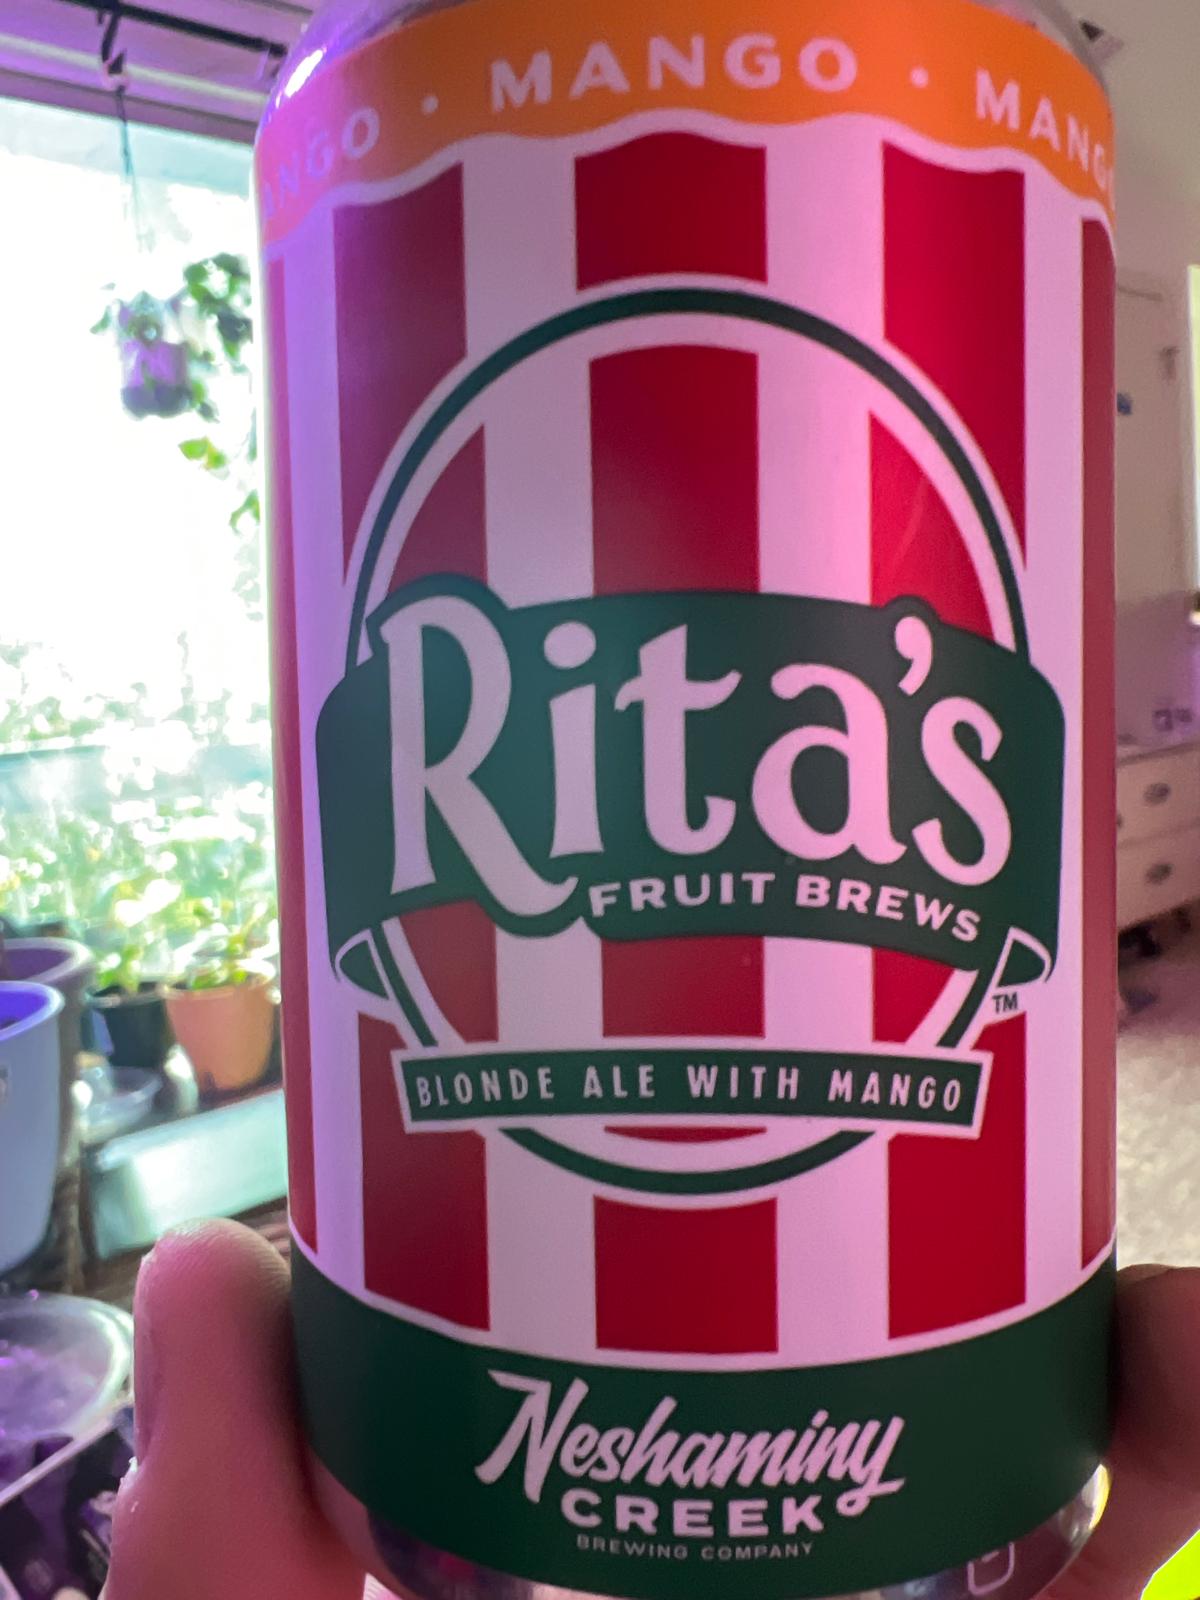 MANGO • MANGO • MANGO
Rita's
FRUIT BREWS
TM
BLONDE ALE WITH MANGO
Neshaminy
CREEK
BREWING COMPANY